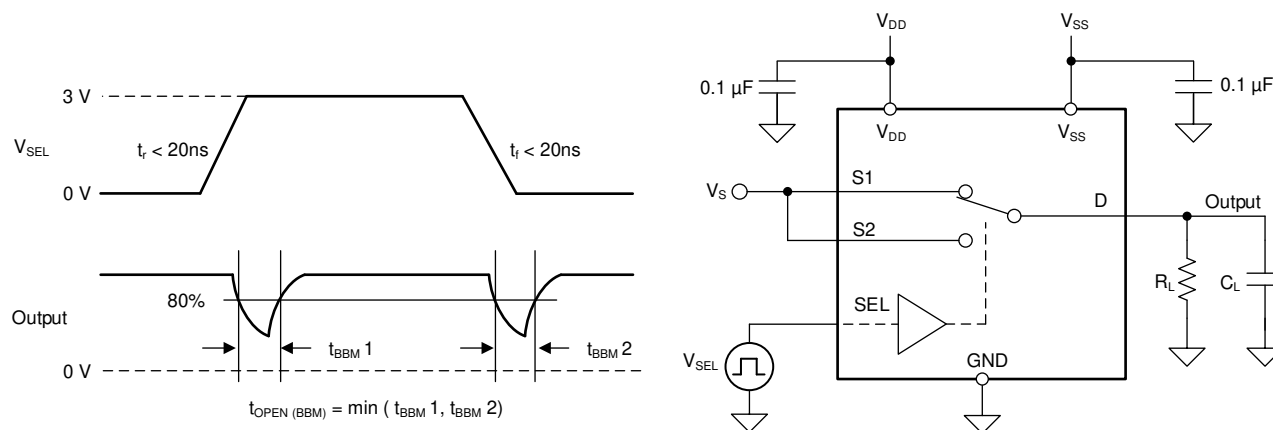 3 V
V_SEL
t_r < 20ns
t_f < 20ns
0 V
80%
Output
t_BBM 1
t_BBM 2
0 V
t_OPEN (BBM) = min ( t_BBM 1, t_BBM 2)
V_DD
V_SS
0.1 µF
0.1 µF
V_DD
V_SS
V_S
S1
D
Output
S2
R_L
C_L
SEL
V_SEL
GND